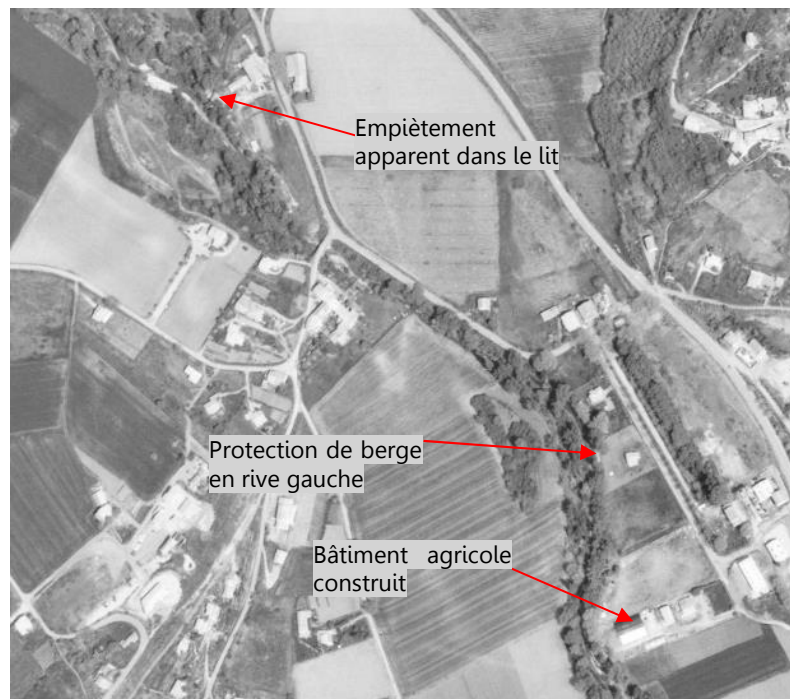 Empiètement
apparent dans le lit
Protection de berge
en rive gauche
Bâtiment agricole
construit